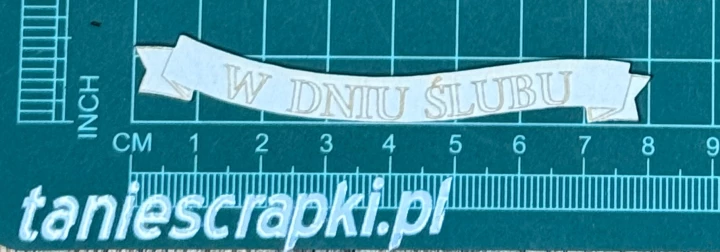 W DNIU ŚLUBU
INCH
CM 1 2 3 4 5 6 7 8 9
taniescrapki.pl